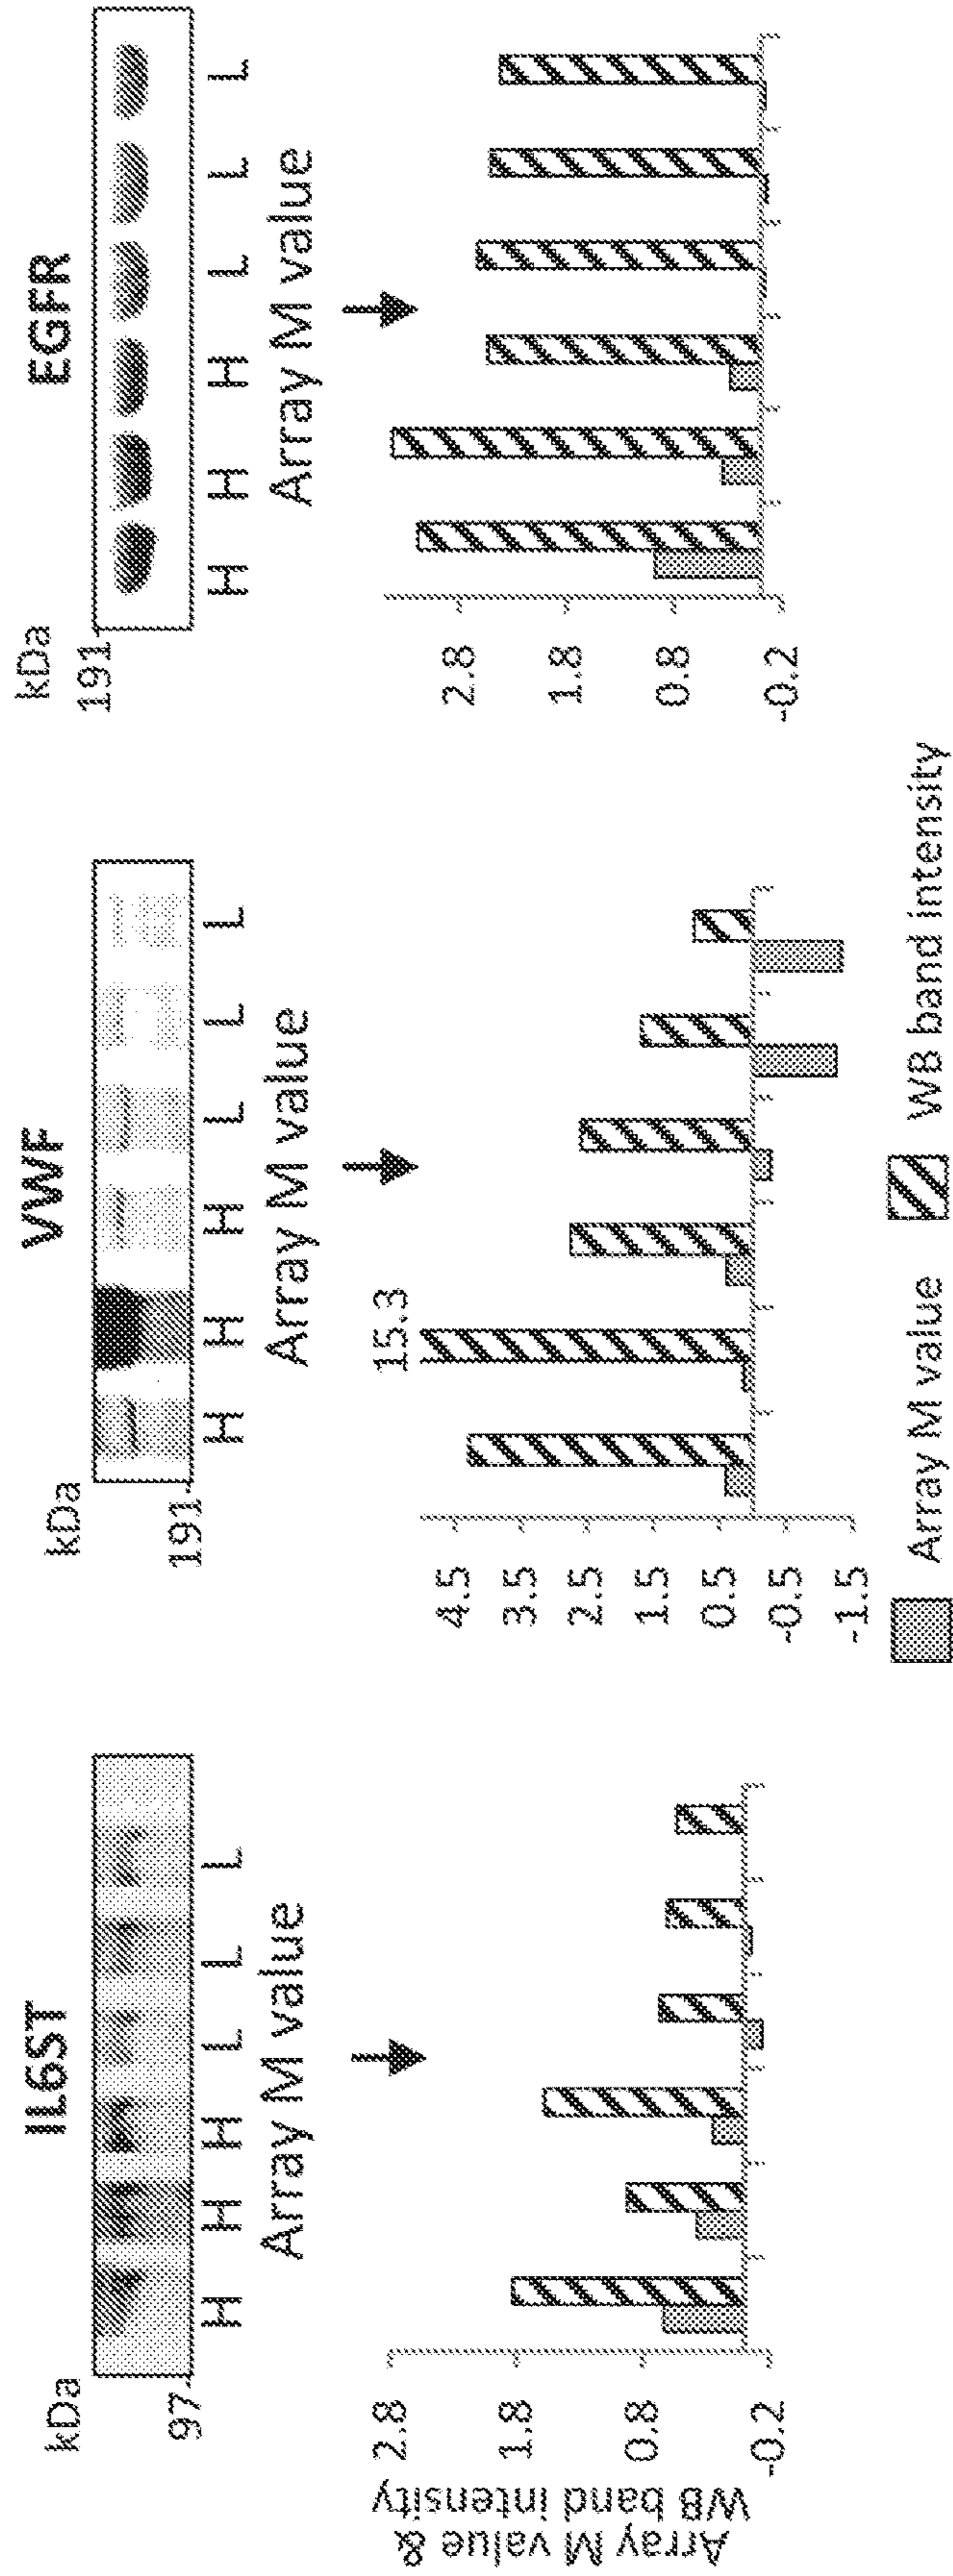 IL6ST
kDa
97
H H H L L L
Array M value
2.8
1.8
0.8
-0.2
Array M value &
WB band intensity
VWF
kDa
191
H H H L L L
Array M value
15.3
4.5
3.5
2.5
1.5
0.5
-0.5
-1.5
EGFR
kDa
191
H H H L L L
Array M value
2.8
1.8
0.8
-0.2
Array M value WB band intensity